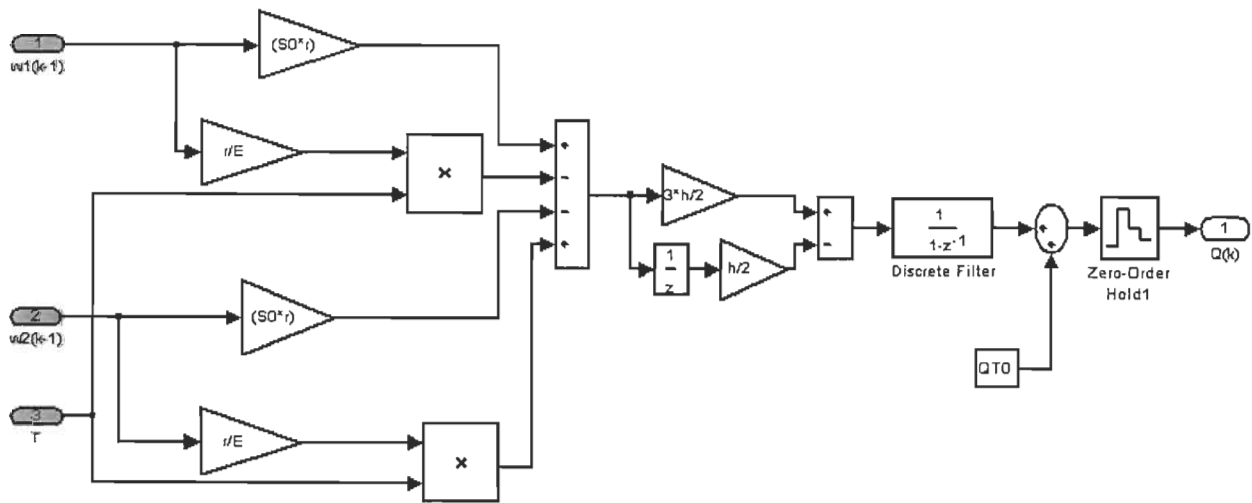 1
w1(k-1)
(S0*r)
r/E
×
+
-
-
+
3*h/2
1
z
h/2
+
-
1
1-z-1
Discrete Filter
+
+
Zero-Order
Hold1
1
Q(k)
2
w2(k-1)
(S0*r)
QT0
3
T
r/E
×